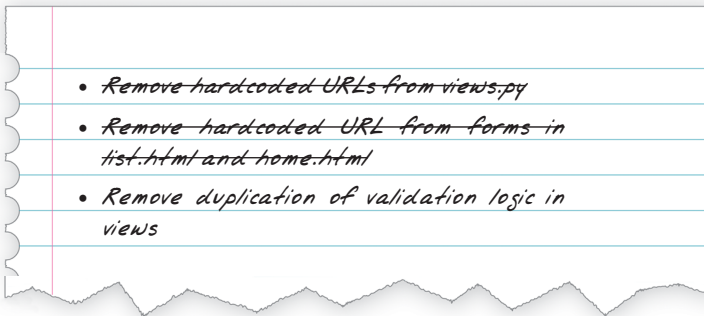 • Remove hardcoded URLs from views.py
• Remove hardcoded URL from forms in
list.html and home.html
• Remove duplication of validation logic in
views